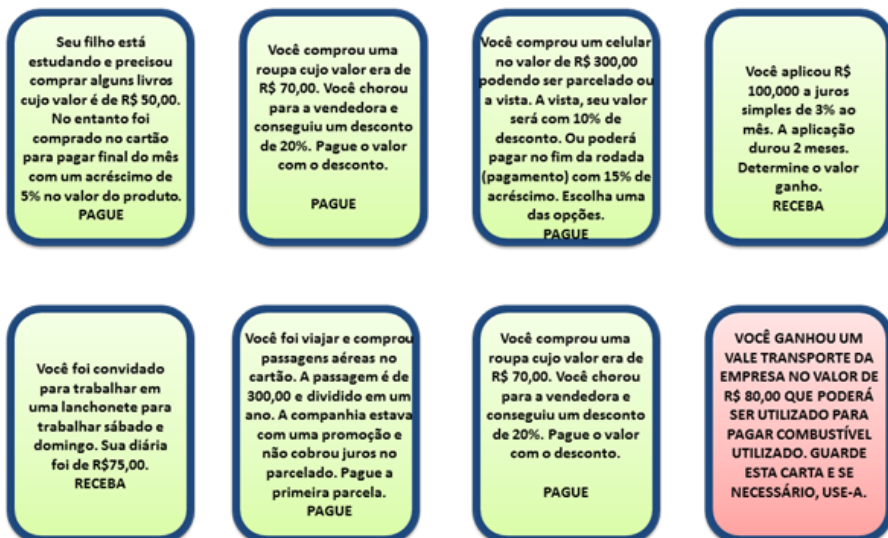 Seu filho está
estudando e precisou
comprar alguns livros
cujo valor é de R$ 50,00.
No entanto foi
comprado no cartão
para pagar final do mês
com um acréscimo de
5% no valor do produto.
PAGUE
Você comprou uma
roupa cujo valor era de
R$ 70,00. Você chorou
para a vendedora e
conseguiu um desconto
de 20%. Pague o valor
com o desconto.
PAGUE
Você comprou um celular
no valor de R$ 300,00
podendo ser parcelado ou
a vista. A vista, seu valor
será com 10% de
desconto. Ou poderá
pagar no fim da rodada
(pagamento) com 15% de
acréscimo. Escolha uma
das opções.
PAGUE
Você aplicou R$
100,000 a juros
simples de 3% ao
mês. A aplicação
durou 2 meses.
Determine o valor
ganho.
RECEBA
Você foi convidado
para trabalhar em
uma lanchonete para
trabalhar sábado e
domingo. Sua diária
foi de R$75,00.
RECEBA
Você foi viajar e comprou
passagens aéreas no
cartão. A passagem é de
300,00 e dividido em um
ano. A companhia estava
com uma promoção e
não cobrou juros no
parcelado. Pague a
primeira parcela.
PAGUE
Você comprou uma
roupa cujo valor era de
R$ 70,00. Você chorou
para a vendedora e
conseguiu um desconto
de 20%. Pague o valor
com o desconto.
PAGUE
VOCÊ GANHOU UM
VALE TRANSPORTE DA
EMPRESA NO VALOR DE
R$ 80,00 QUE PODERÁ
SER UTILIZADO PARA
PAGAR COMBUSTÍVEL
UTILIZADO. GUARDE
ESTA CARTA E SE
NECESSÁRIO, USE-A.